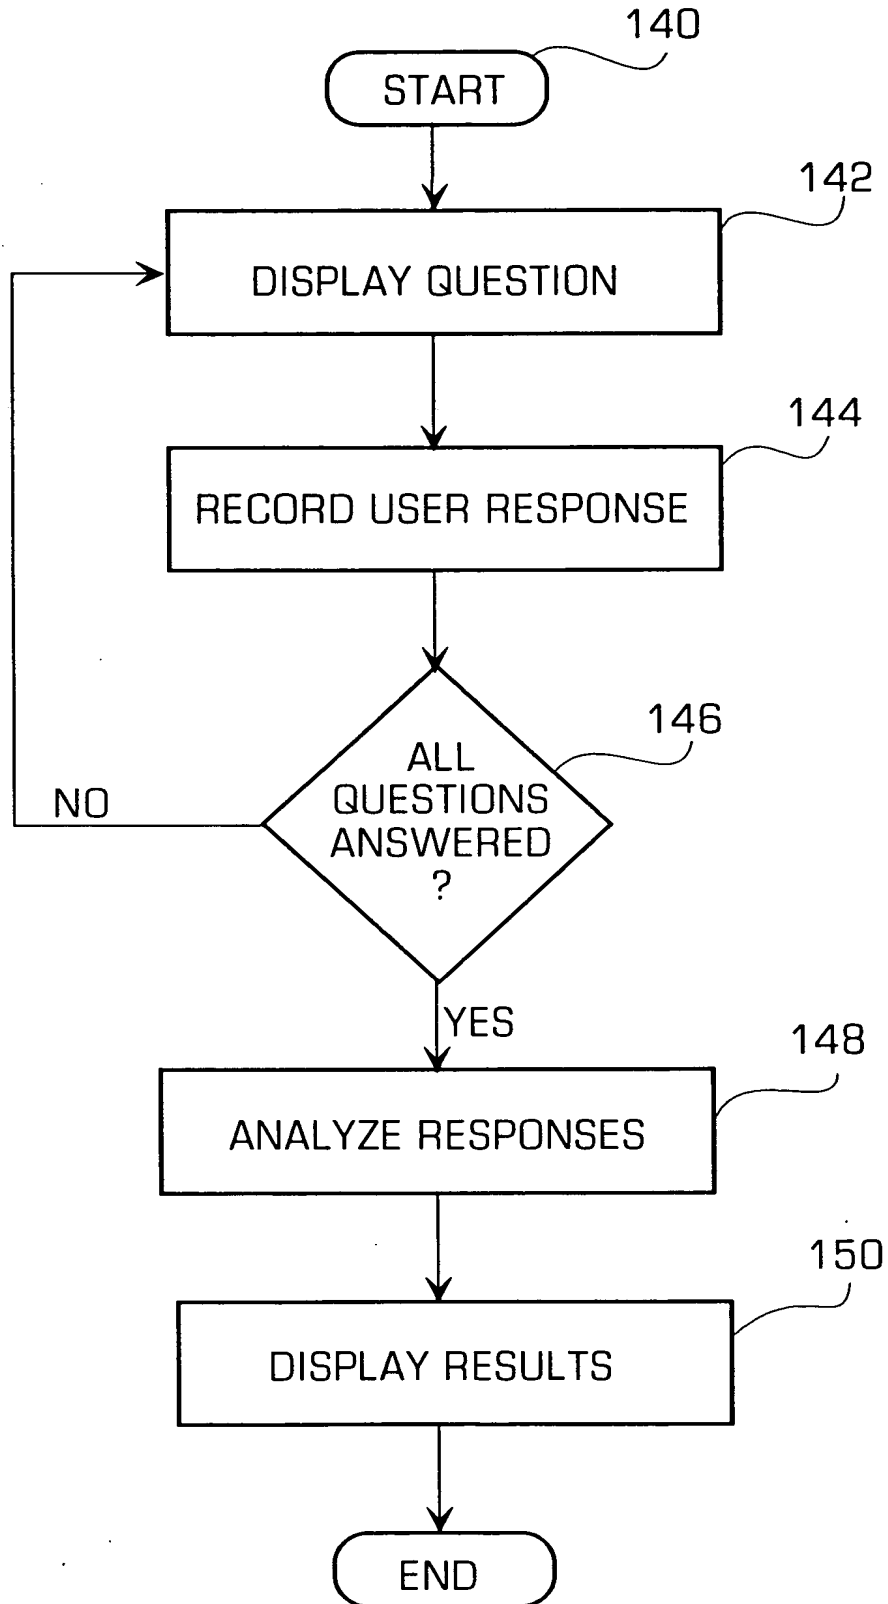 140
START
142
DISPLAY QUESTION
144
RECORD USER RESPONSE
146
ALL
QUESTIONS
ANSWERED
?
NO
YES
148
ANALYZE RESPONSES
150
DISPLAY RESULTS
END